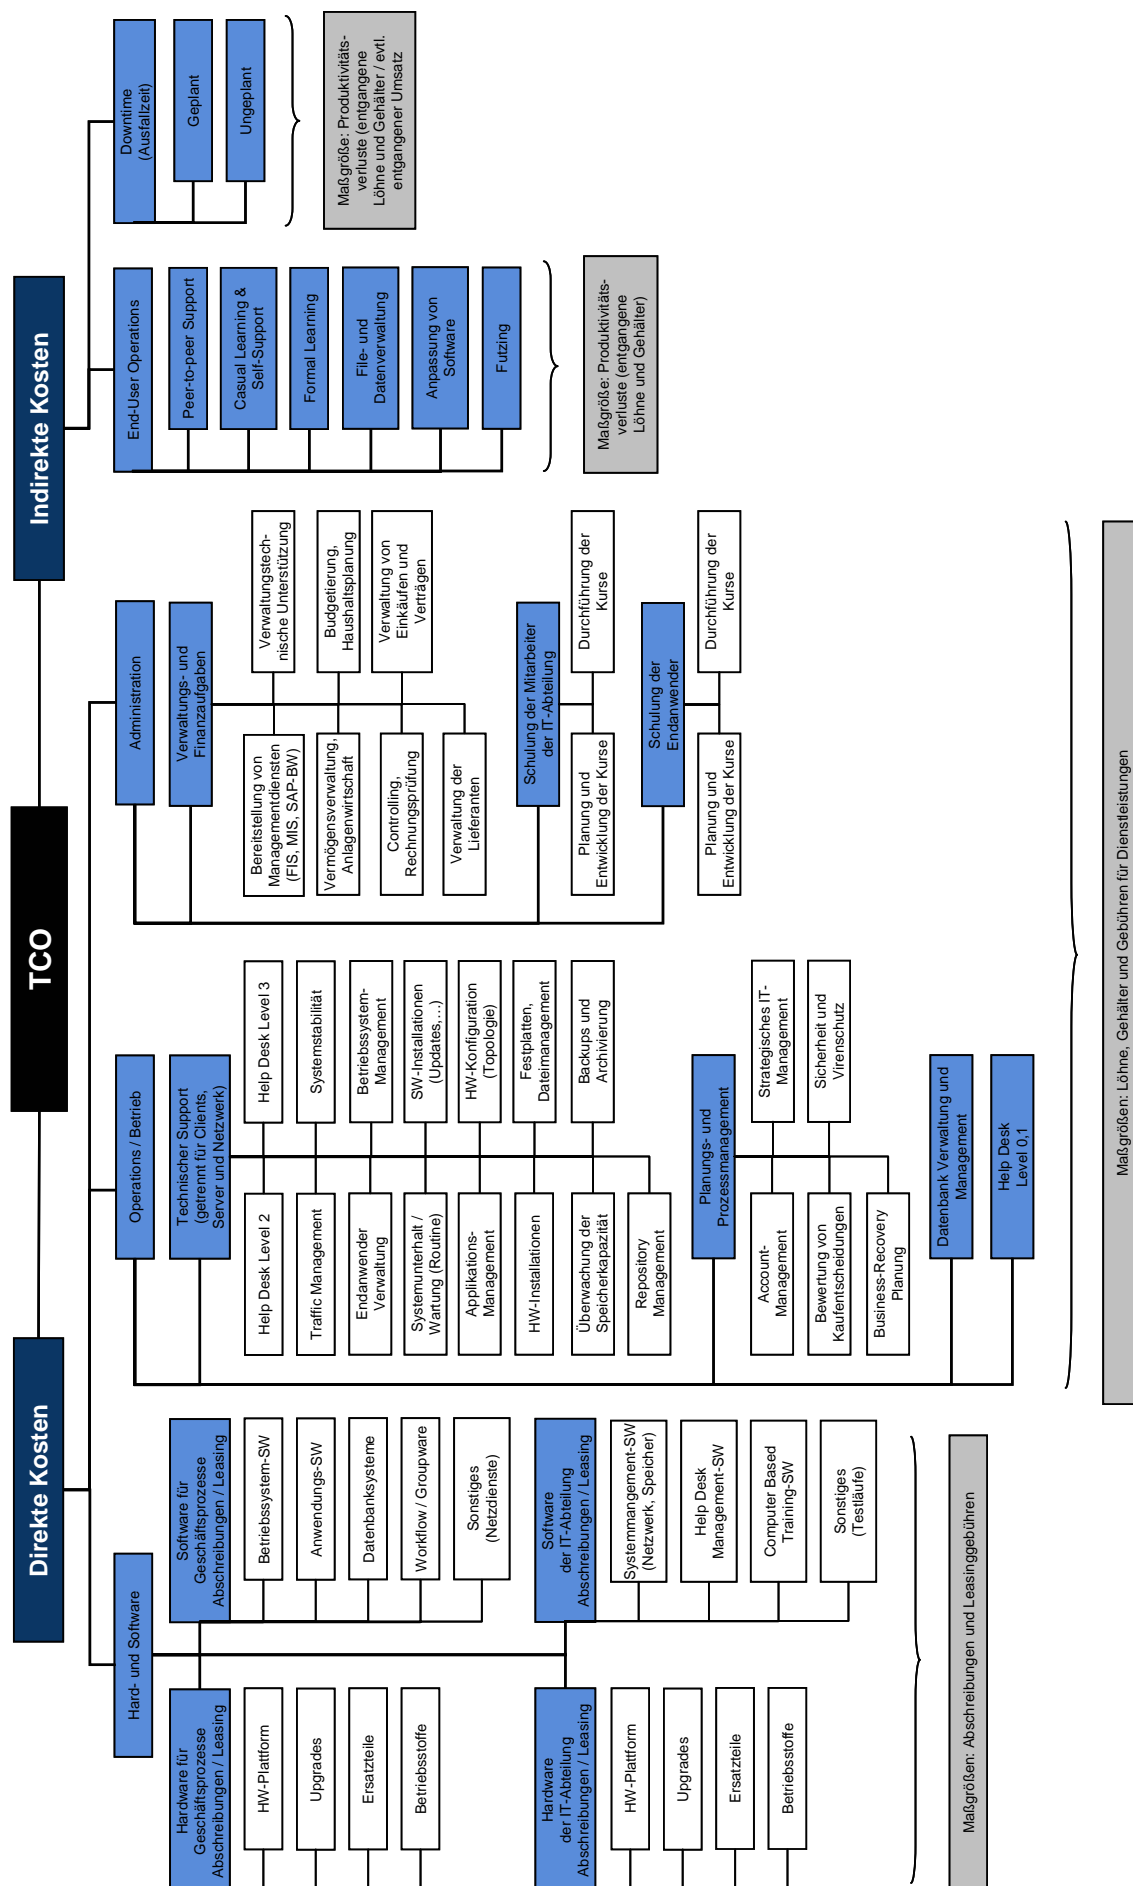 TCO
Direkte Kosten
Indirekte Kosten
Hard- und Software
Hardware für
Geschäftsprozesse
Abschreibungen / Leasing
HW-Plattform
Upgrades
Ersatzteile
Betriebsstoffe
Software für
Geschäftsprozesse
Abschreibungen / Leasing
Betriebssystem-SW
Anwendungs-SW
Datenbanksysteme
Workflow / Groupware
Sonstiges
(Netzdienste)
Hardware
der IT-Abteilung
Abschreibungen / Leasing
HW-Plattform
Upgrades
Ersatzteile
Betriebsstoffe
Software
der IT-Abteilung
Abschreibungen / Leasing
Systemmangement-SW
(Netzwerk, Speicher)
Help Desk
Management-SW
Computer Based
Training-SW
Sonstiges
(Testläufe)
Maßgrößen: Abschreibungen und Leasinggebühren
Operations / Betrieb
Technischer Support
(getrennt für Clients,
Server und Netzwerk)
Help Desk Level 2
Help Desk Level 3
Traffic Management
Systemstabilität
Endanwender
Verwaltung
Betriebssystem-
Management
Systemunterhalt /
Wartung (Routine)
SW-Installationen
(Updates,...)
Applikations-
Management
HW-Konfiguration
(Topologie)
HW-Installationen
Festplatten,
Dateimanagement
Überwachung der
Speicherkapazität
Backups und
Archivierung
Repository
Management
Planungs- und
Prozessmanagement
Account-
Management
Strategisches IT-
Management
Bewertung von
Kaufentscheidungen
Sicherheit und
Virenschutz
Business-Recovery
Planung
Datenbank Verwaltung und
Management
Help Desk
Level 0,1
Administration
Verwaltungs- und
Finanzaufgaben
Bereitstellung von
Managementdiensten
(FIS, MIS, SAP-BW)
Verwaltungstech-
nische Unterstützung
Vermögensverwaltung,
Anlagenwirtschaft
Budgetierung,
Haushaltsplanung
Controlling,
Rechnungsprüfung
Verwaltung von
Einkäufen und
Verträgen
Verwaltung der
Lieferanten
Schulung der Mitarbeiter
der IT-Abteilung
Planung und
Entwicklung der Kurse
Durchführung der
Kurse
Schulung der
Endanwender
Planung und
Entwicklung der Kurse
Durchführung der
Kurse
Maßgrößen: Löhne, Gehälter und Gebühren für Dienstleistungen
End-User Operations
Peer-to-peer Support
Casual Learning &
Self-Support
Formal Learning
File- und
Datenverwaltung
Anpassung von
Software
Futzing
Maßgröße: Produktivitäts-
verluste (entgangene
Löhne und Gehälter)
Downtime
(Ausfallzeit)
Geplant
Ungeplant
Maßgröße: Produktivitäts-
verluste (entgangene
Löhne und Gehälter / evtl.
entgangener Umsatz